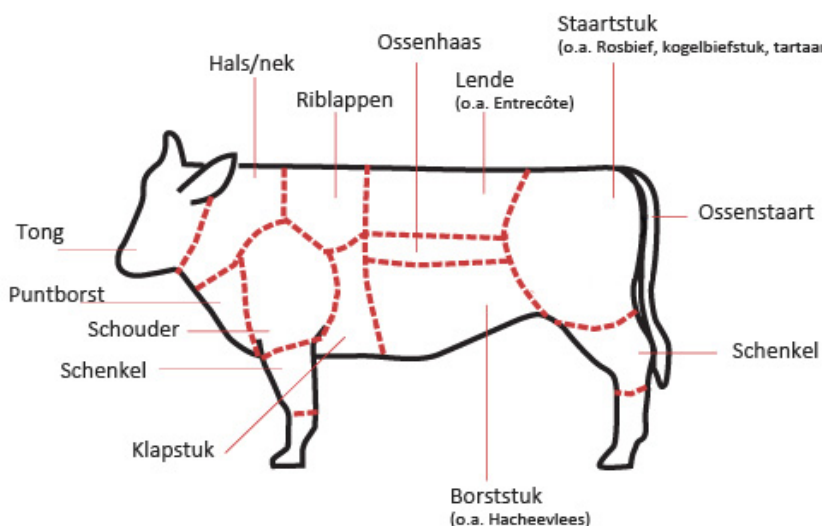 Staartstuk
(o.a. Rosbief, kogelbiefstuk, tartaar
Ossenhaas
Hals/nek
Lende
(o.a. Entrecôte)
Riblappen
Ossenstaart
Tong
Puntborst
Schouder
Schenkel
Schenkel
Klapstuk
Borststuk
(o.a. Hacheevlees)